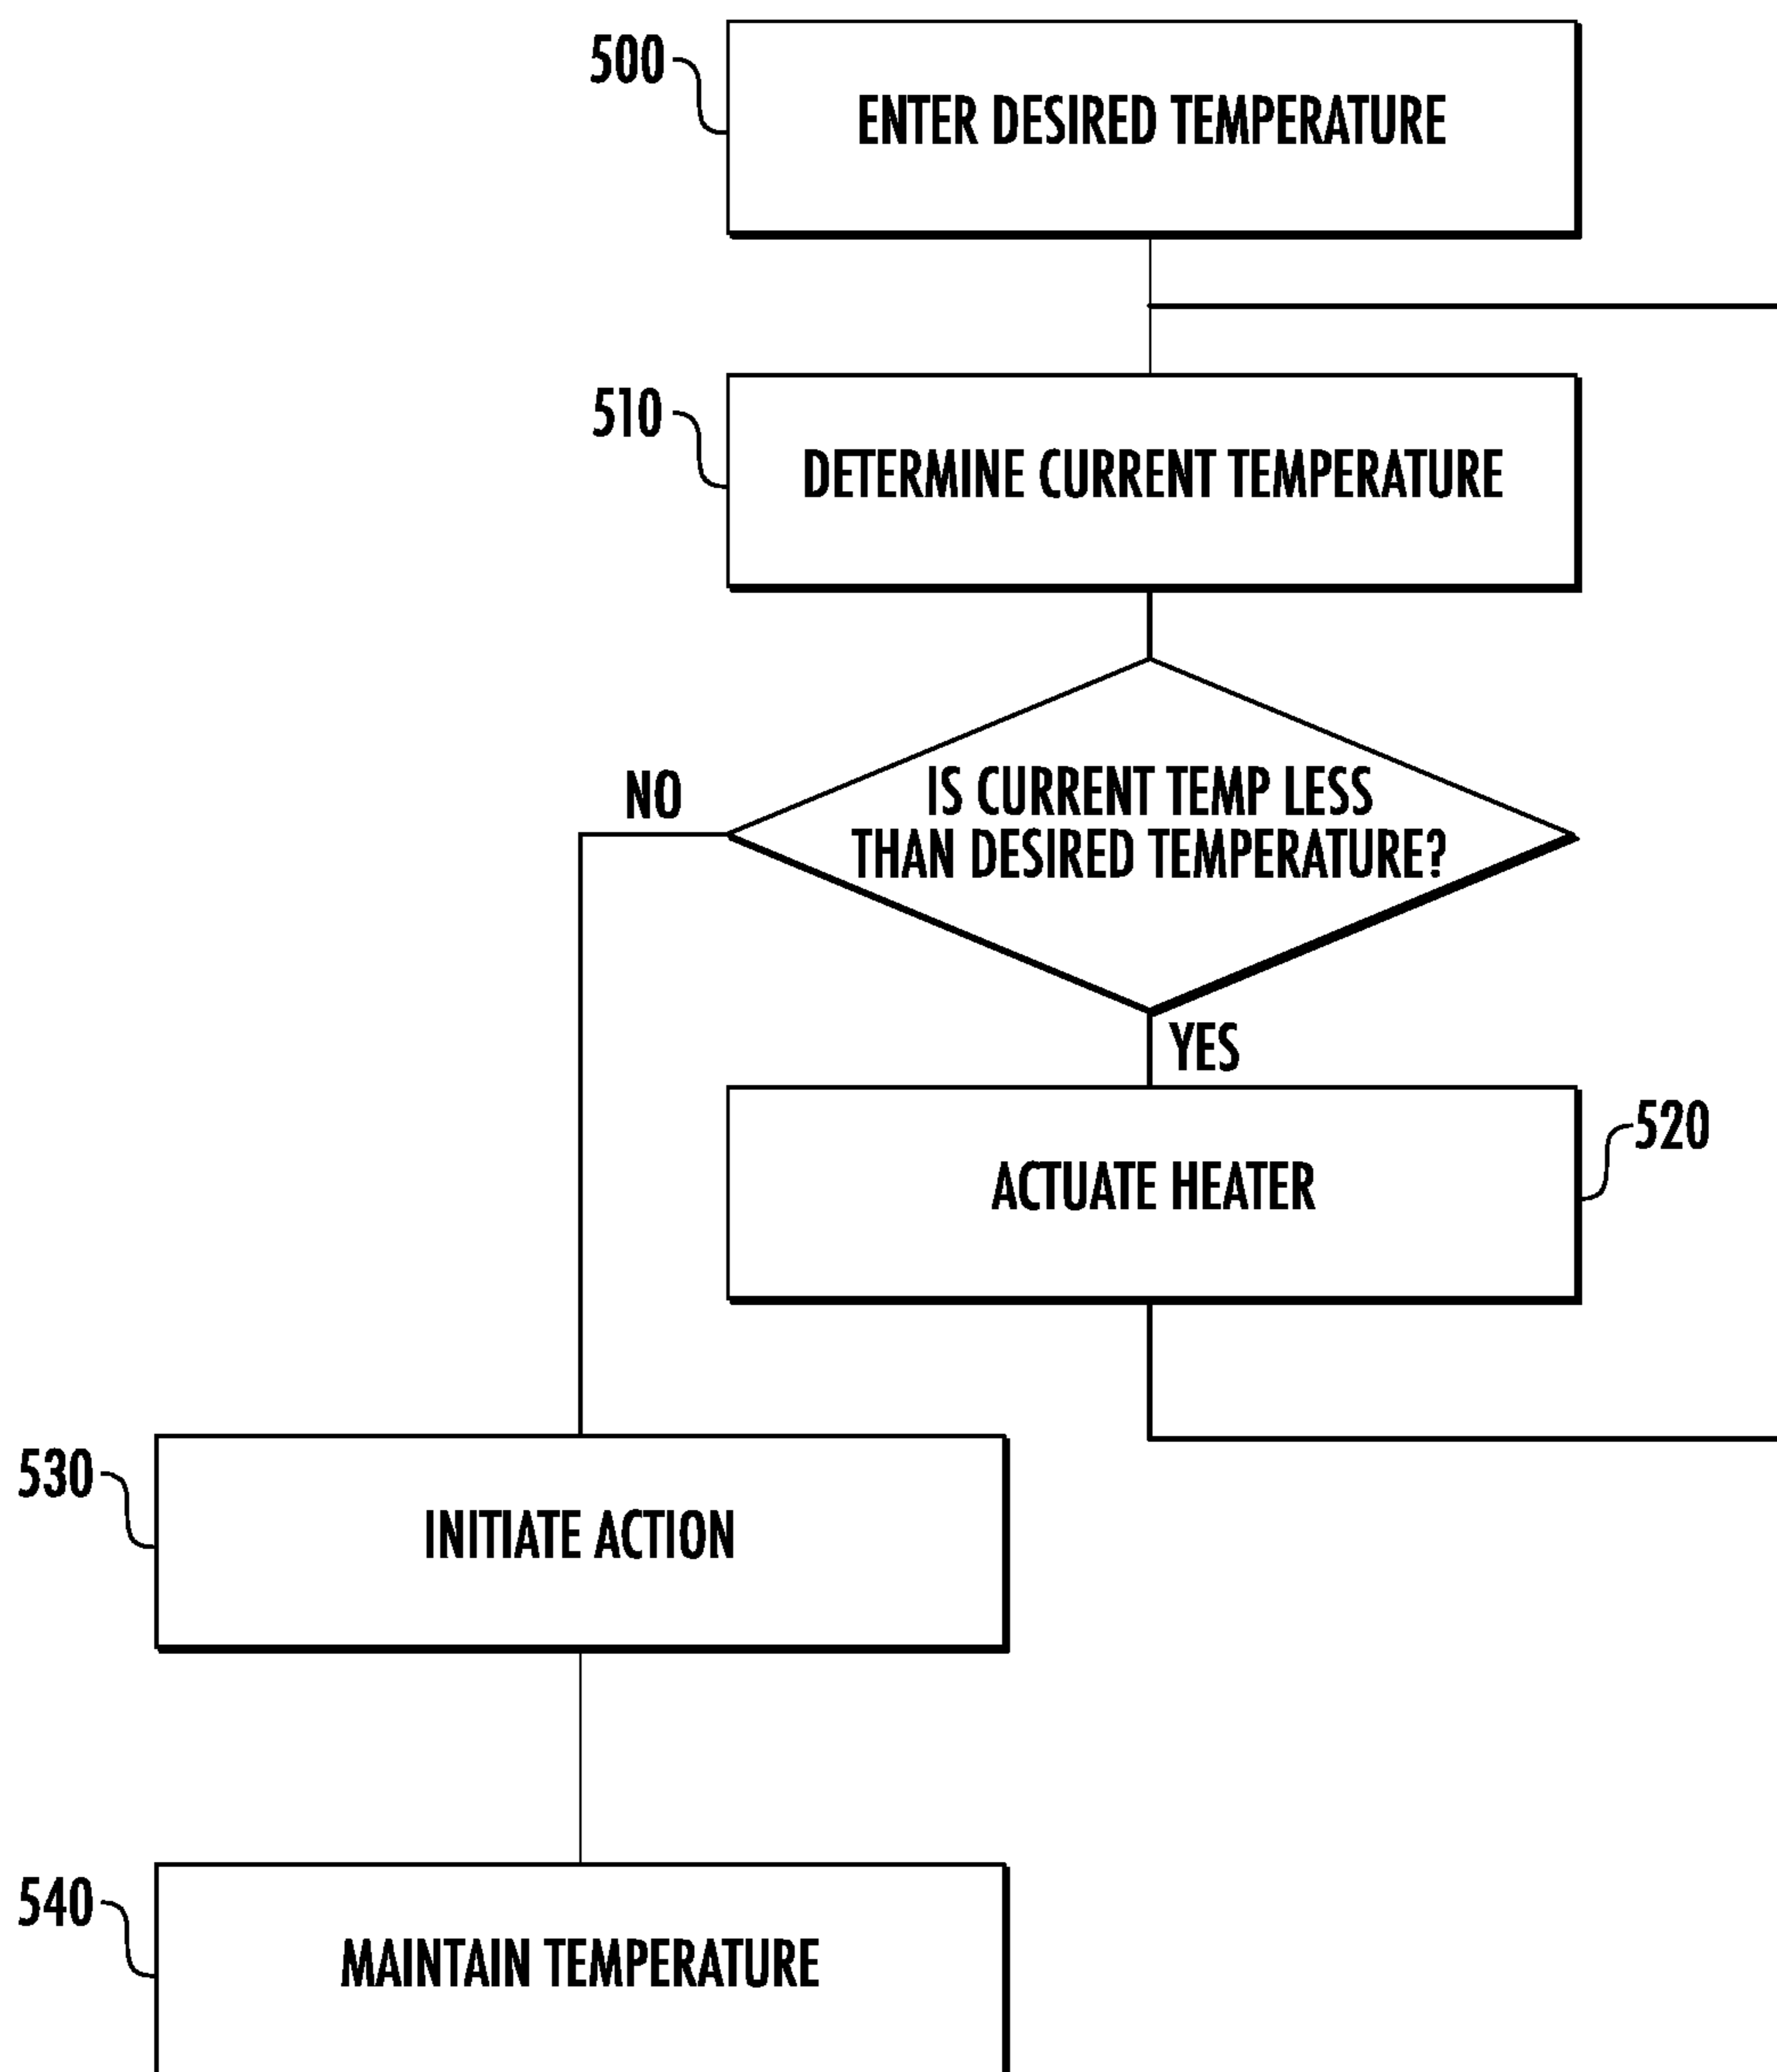 500
ENTER DESIRED TEMPERATURE
510
DETERMINE CURRENT TEMPERATURE
IS CURRENT TEMP LESS
THAN DESIRED TEMPERATURE?
NO
YES
520
ACTUATE HEATER
530
INITIATE ACTION
540
MAINTAIN TEMPERATURE